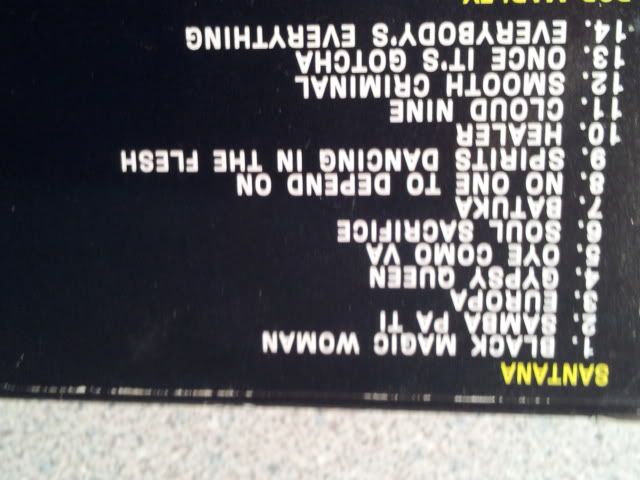 SANTANA
1. BLACK MAGIC WOMAN
2. SAMBA PA TI
3. EUROPA
4. GYPSY QUEEN
5. OYE COMO VA
6. SOUL SACRIFICE
7. BATUKA
8. NO ONE TO DEPEND ON
9. SPIRITS DANCING IN THE FLESH
10. HEALER
11. CLOUD NINE
12. SMOOTH CRIMINAL
13. ONCE IT'S GOTCHA
14. EVERYBODY'S EVERYTHING
BOB MARLEY